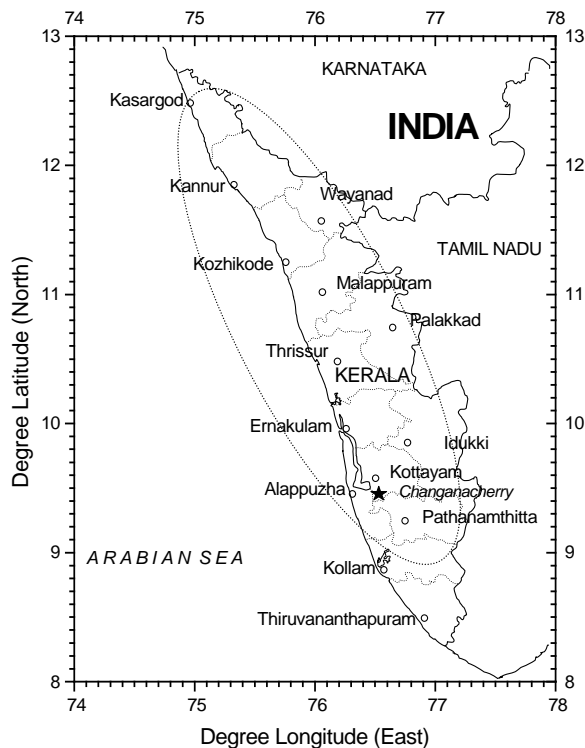 74 75 76 77 78
13
KARNATAKA
Kasargod
INDIA
12
12
Kannur
Wayanad
TAMIL NADU
Kozhikode
11
Malappuram
11
Palakkad
Thrissur
KERALA
10
10
Ernakulam
Idukki
Kottayam
Alappuzha
Changanacherry
Pathanamthitta
9
ARABIAN SEA
9
Kollam
Thiruvananthapuram
8
8
74 75 76 77 78
13
Degree Latitude (North)
Degree Longitude (East)